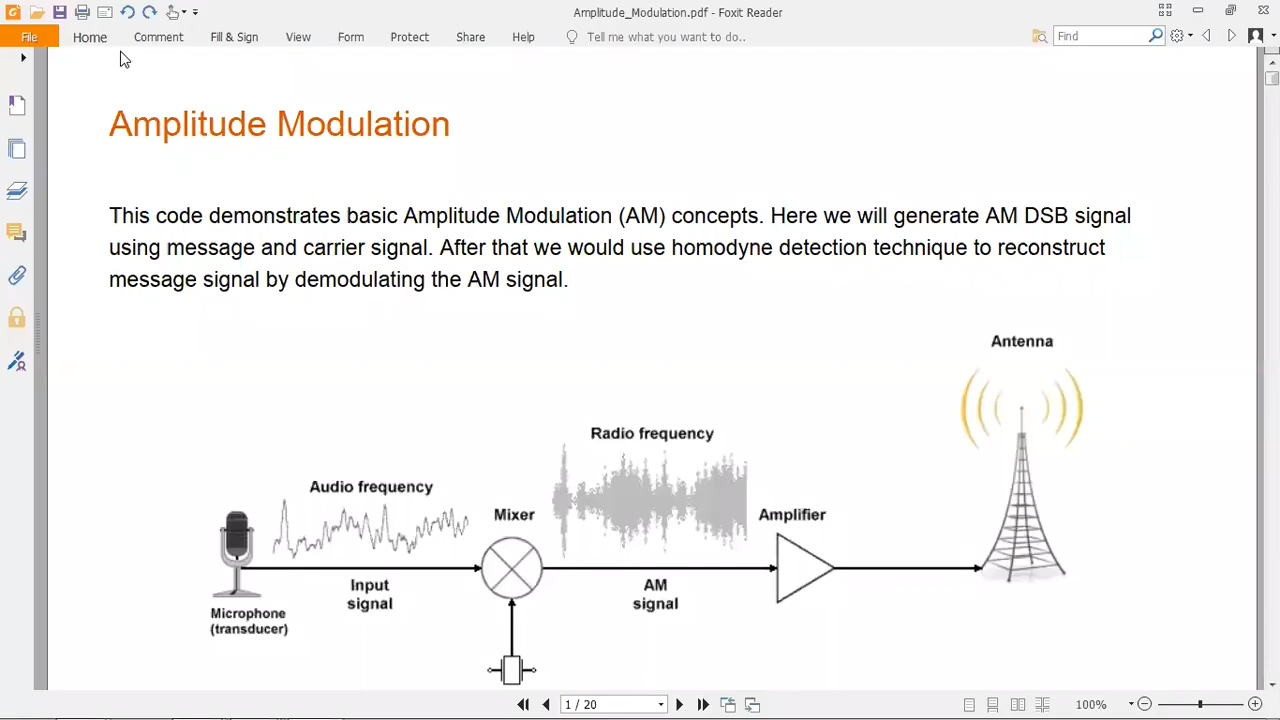 Amplitude_Modulation.pdf - Foxit Reader
File Home Comment Fill & Sign View Form Protect Share Help Tell me what you want to do.. Find
Amplitude Modulation
This code demonstrates basic Amplitude Modulation (AM) concepts. Here we will generate AM DSB signal
using message and carrier signal. After that we would use homodyne detection technique to reconstruct
message signal by demodulating the AM signal.
Antenna
Radio frequency
Audio frequency
Mixer
Amplifier
Input
signal
AM
signal
Microphone
(transducer)
1 / 20
100%